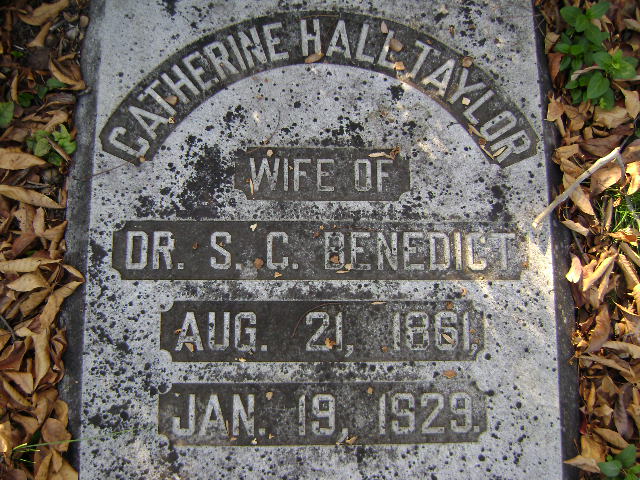 CATHERINE HALL TAYLOR
WIFE OF
DR. S. C. BENEDICT
AUG. 21, 1861.
JAN. 19, 1929.